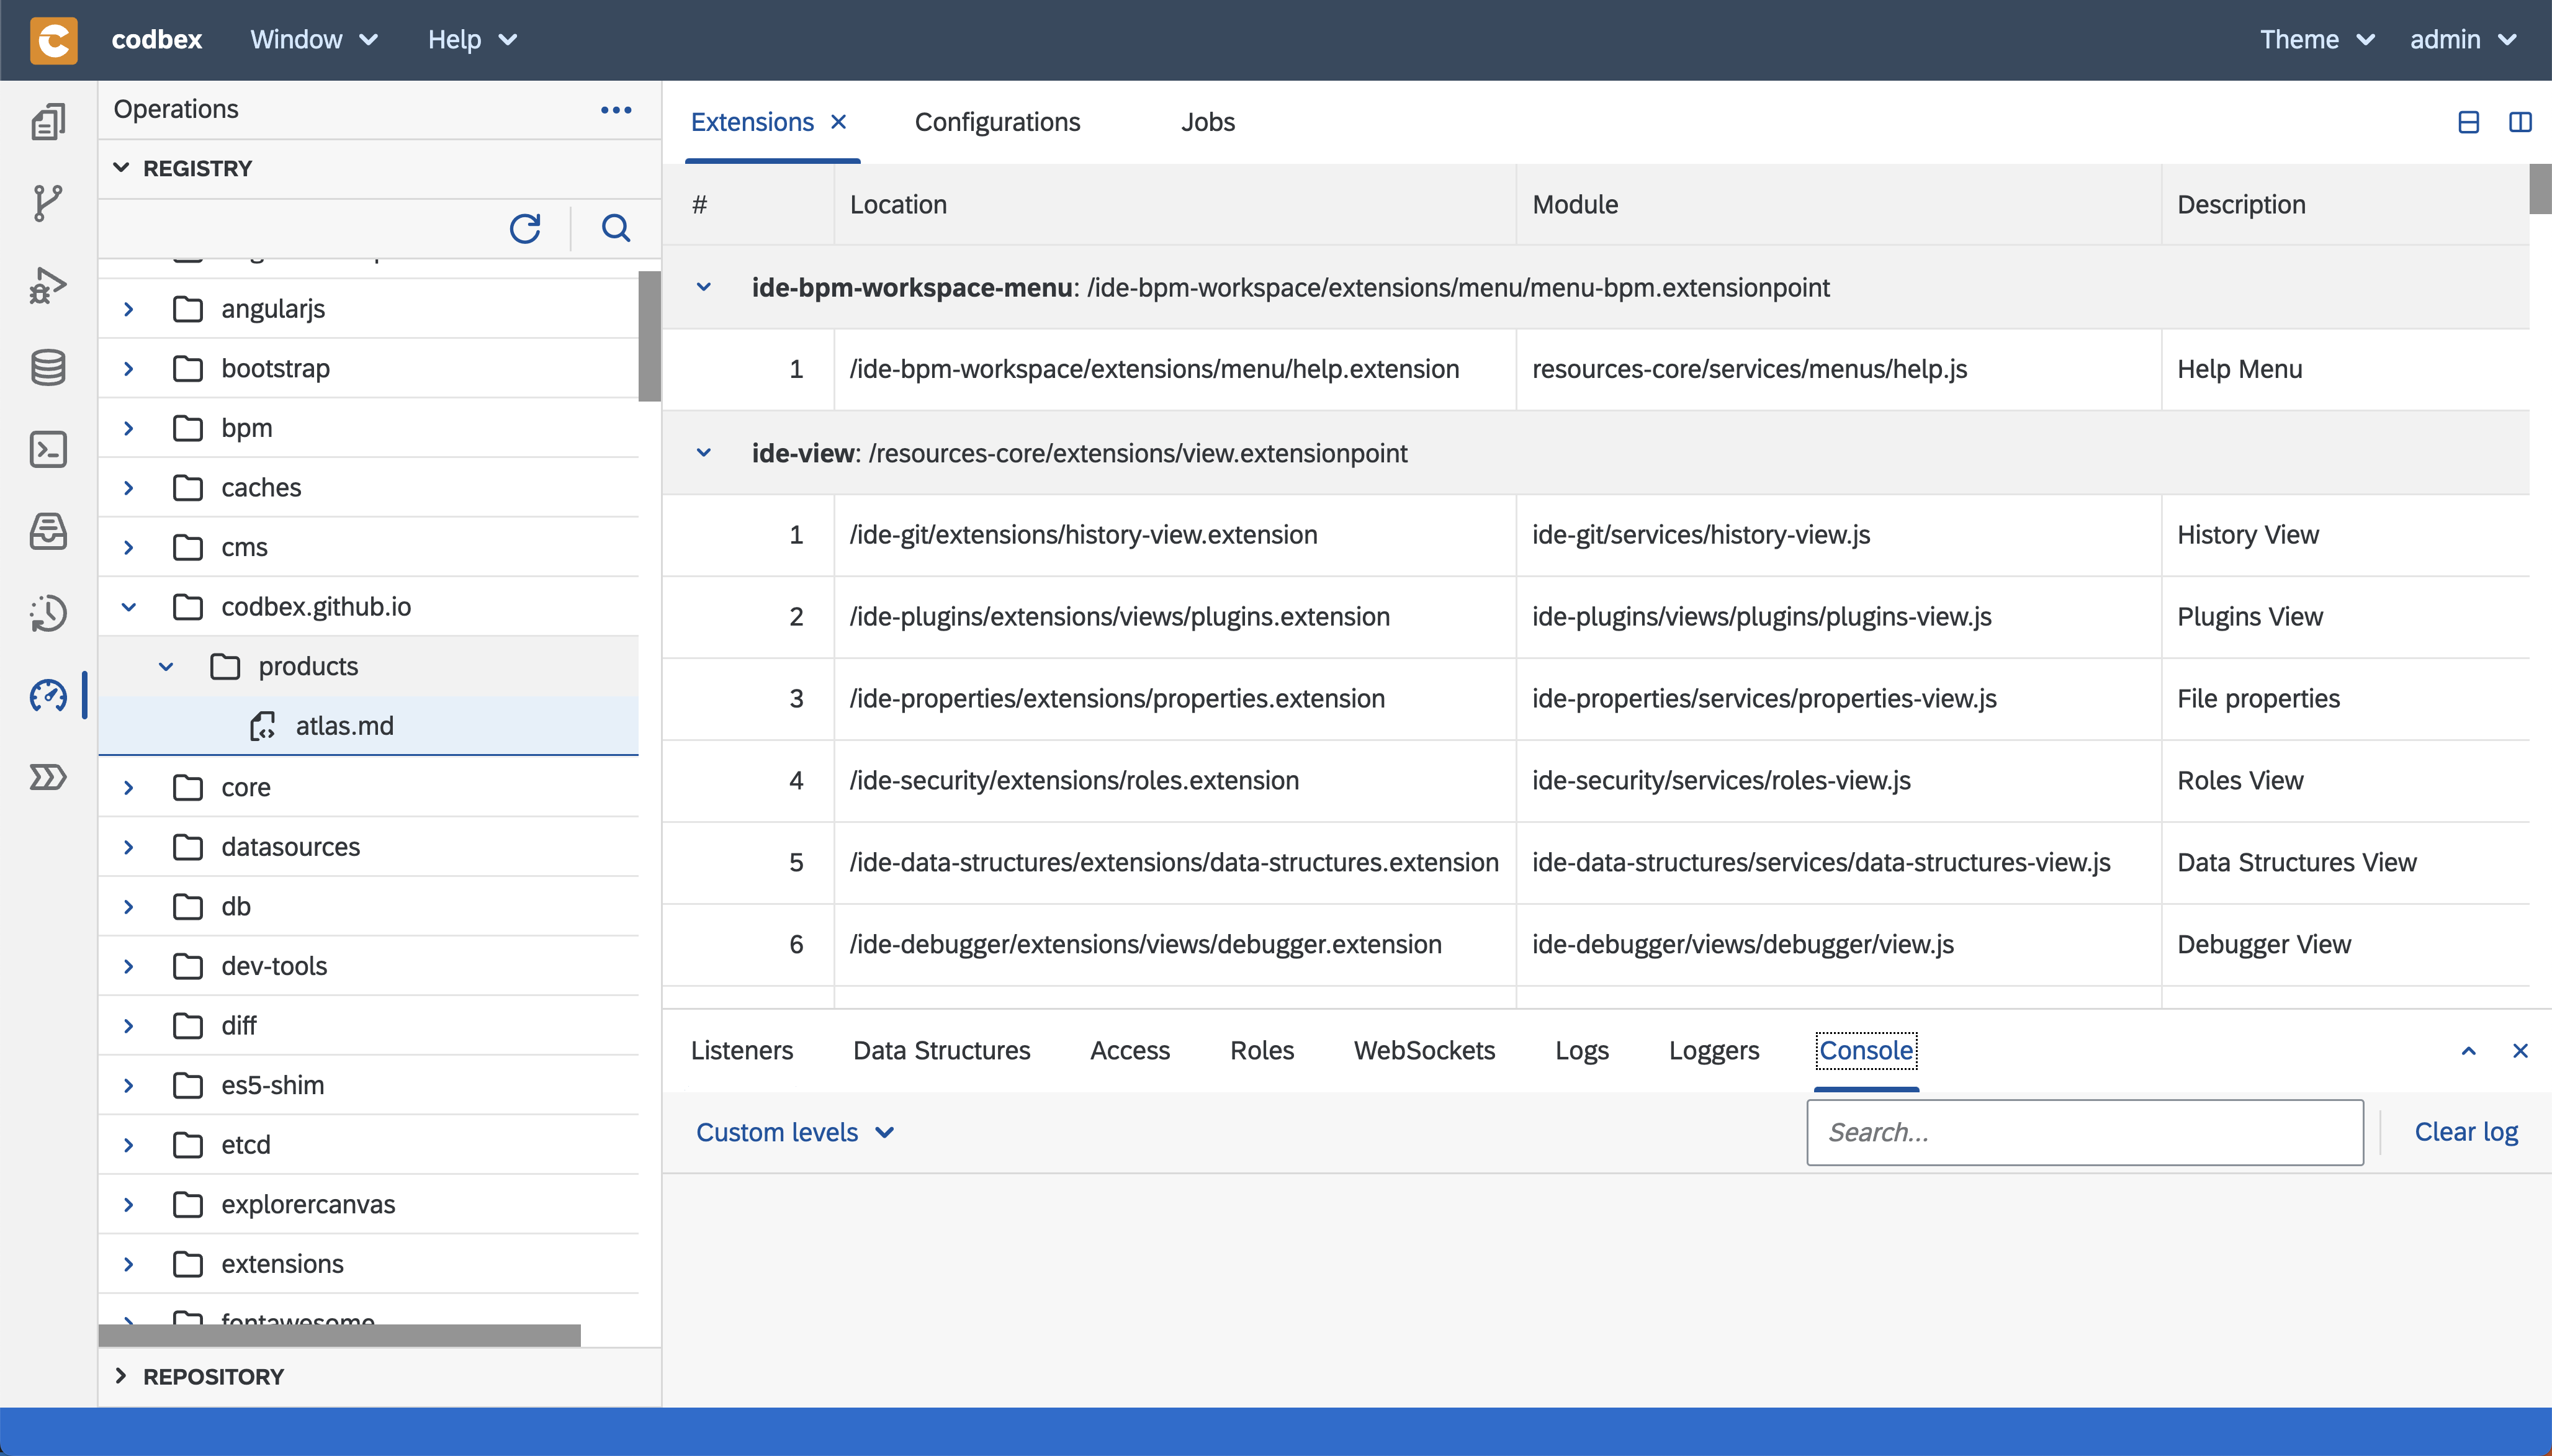 codbex Window Help Theme admin
Operations
REGISTRY
angularjs
bootstrap
bpm
caches
cms
codbex.github.io
products
atlas.md
core
datasources
db
dev-tools
diff
es5-shim
etcd
explorercanvas
extensions
fontawesome
REPOSITORY
Extensions Configurations Jobs
# Location Module Description
ide-bpm-workspace-menu: /ide-bpm-workspace/extensions/menu/menu-bpm.extensionpoint
1 /ide-bpm-workspace/extensions/menu/help.extension resources-core/services/menus/help.js Help Menu
ide-view: /resources-core/extensions/view.extensionpoint
1 /ide-git/extensions/history-view.extension ide-git/services/history-view.js History View
2 /ide-plugins/extensions/views/plugins.extension ide-plugins/views/plugins/plugins-view.js Plugins View
3 /ide-properties/extensions/properties.extension ide-properties/services/properties-view.js File properties
4 /ide-security/extensions/roles.extension ide-security/services/roles-view.js Roles View
5 /ide-data-structures/extensions/data-structures.extension ide-data-structures/services/data-structures-view.js Data Structures View
6 /ide-debugger/extensions/views/debugger.extension ide-debugger/views/debugger/view.js Debugger View
Listeners Data Structures Access Roles WebSockets Logs Loggers Console
Custom levels Search... Clear log